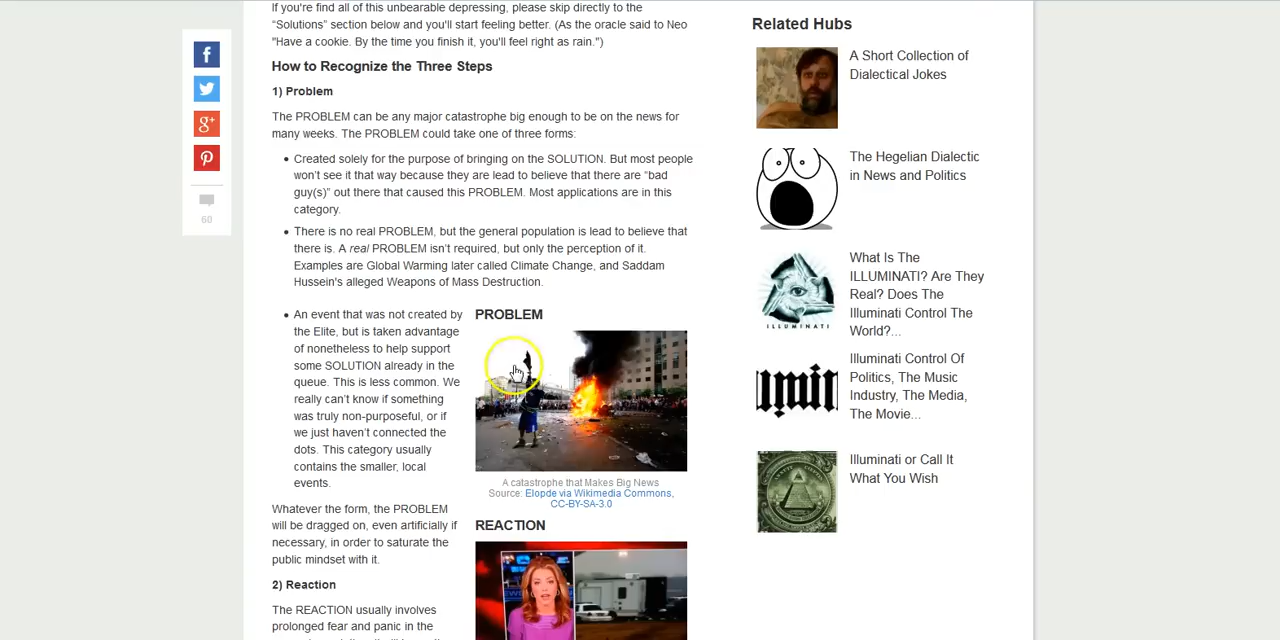 If you're find all of this unbearable depressing, please skip directly to the
“Solutions” section below and you'll start feeling better. (As the oracle said to Neo
"Have a cookie. By the time you finish it, you'll feel right as rain.")
How to Recognize the Three Steps
1) Problem
The PROBLEM can be any major catastrophe big enough to be on the news for
many weeks. The PROBLEM could take one of three forms:
• Created solely for the purpose of bringing on the SOLUTION. But most people
won’t see it that way because they are lead to believe that there are “bad
guy(s)” out there that caused this PROBLEM. Most applications are in this
category.
• There is no real PROBLEM, but the general population is lead to believe that
there is. A real PROBLEM isn’t required, but only the perception of it.
Examples are Global Warming later called Climate Change, and Saddam
Hussein's alleged Weapons of Mass Destruction.
• An event that was not created by
the Elite, but is taken advantage
of nonetheless to help support
some SOLUTION already in the
queue. This is less common. We
really can’t know if something
was truly non-purposeful, or if
we just haven’t connected the
dots. This category usually
contains the smaller, local
events.
PROBLEM
A catastrophe that Makes Big News
Source: Elopde via Wikimedia Commons,
CC-BY-SA-3.0
Whatever the form, the PROBLEM
will be dragged on, even artificially if
necessary, in order to saturate the
public mindset with it.
REACTION
2) Reaction
The REACTION usually involves
prolonged fear and panic in the
60
Related Hubs
A Short Collection of
Dialectical Jokes
The Hegelian Dialectic
in News and Politics
What Is The
ILLUMINATI? Are They
Real? Does The
Illuminati Control The
World?...
ILLUMINATI
Illuminati Control Of
Politics, The Music
Industry, The Media,
The Movie...
Illuminati or Call It
What You Wish